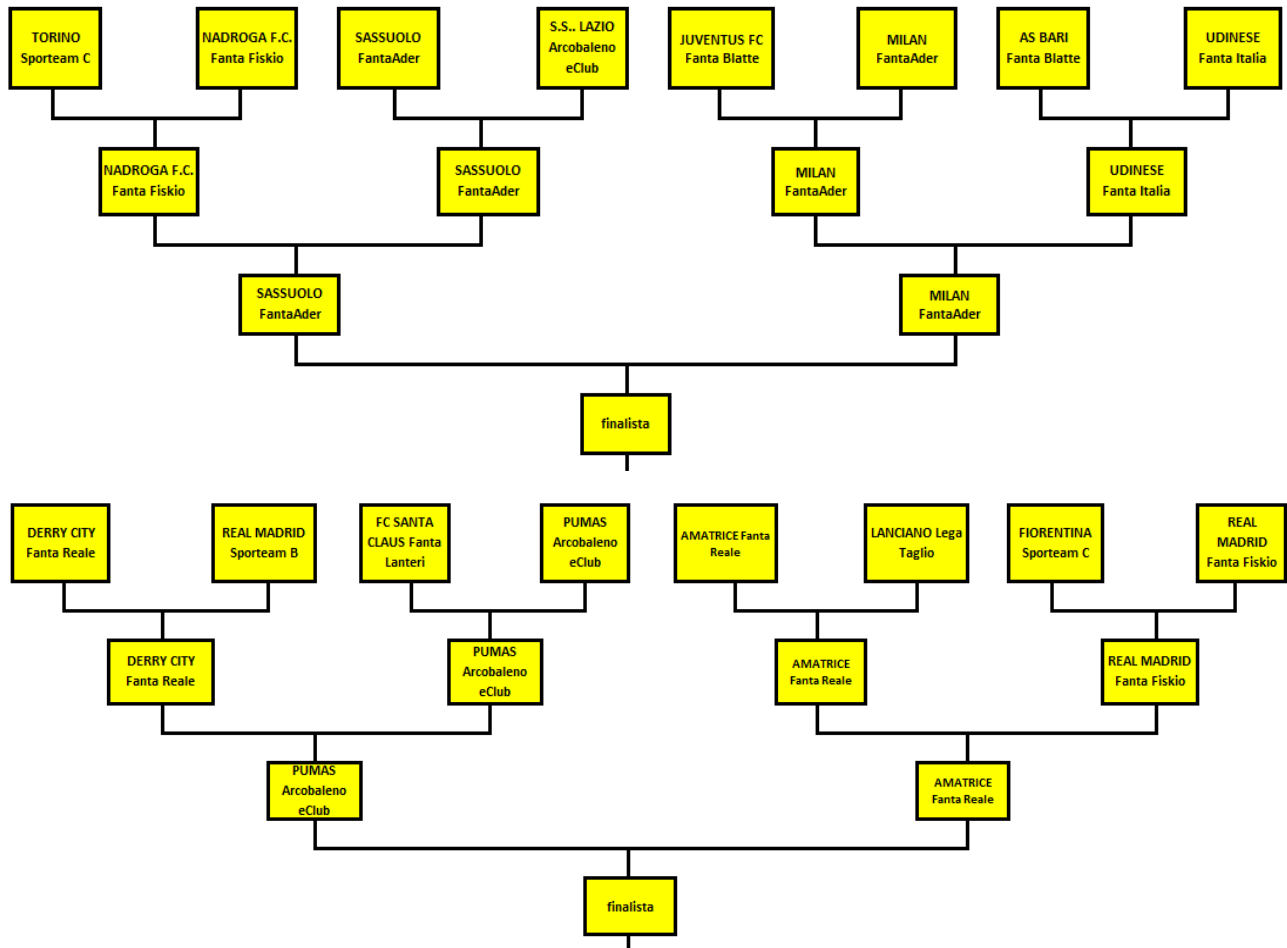 TORINO
Sporteam C
NADROGA F.C.
Fanta Fiskio
SASSUOLO
FantaAder
S.S.. LAZIO
Arcobaleno
eClub
JUVENTUS FC
Fanta Blatte
MILAN
FantaAder
AS BARI
Fanta Blatte
UDINESE
Fanta Italia
NADROGA F.C.
Fanta Fiskio
SASSUOLO
FantaAder
MILAN
FantaAder
UDINESE
Fanta Italia
SASSUOLO
FantaAder
MILAN
FantaAder
finalista
DERRY CITY
Fanta Reale
REAL MADRID
Sporteam B
FC SANTA
CLAUS Fanta
Lanteri
PUMAS
Arcobaleno
eClub
AMATRICE Fanta
Reale
LANCIANO Lega
Taglio
FIORENTINA
Sporteam C
REAL
MADRID
Fanta Fiskio
DERRY CITY
Fanta Reale
PUMAS
Arcobaleno
eClub
AMATRICE
Fanta Reale
REAL MADRID
Fanta Fiskio
PUMAS
Arcobaleno
eClub
AMATRICE
Fanta Reale
finalista